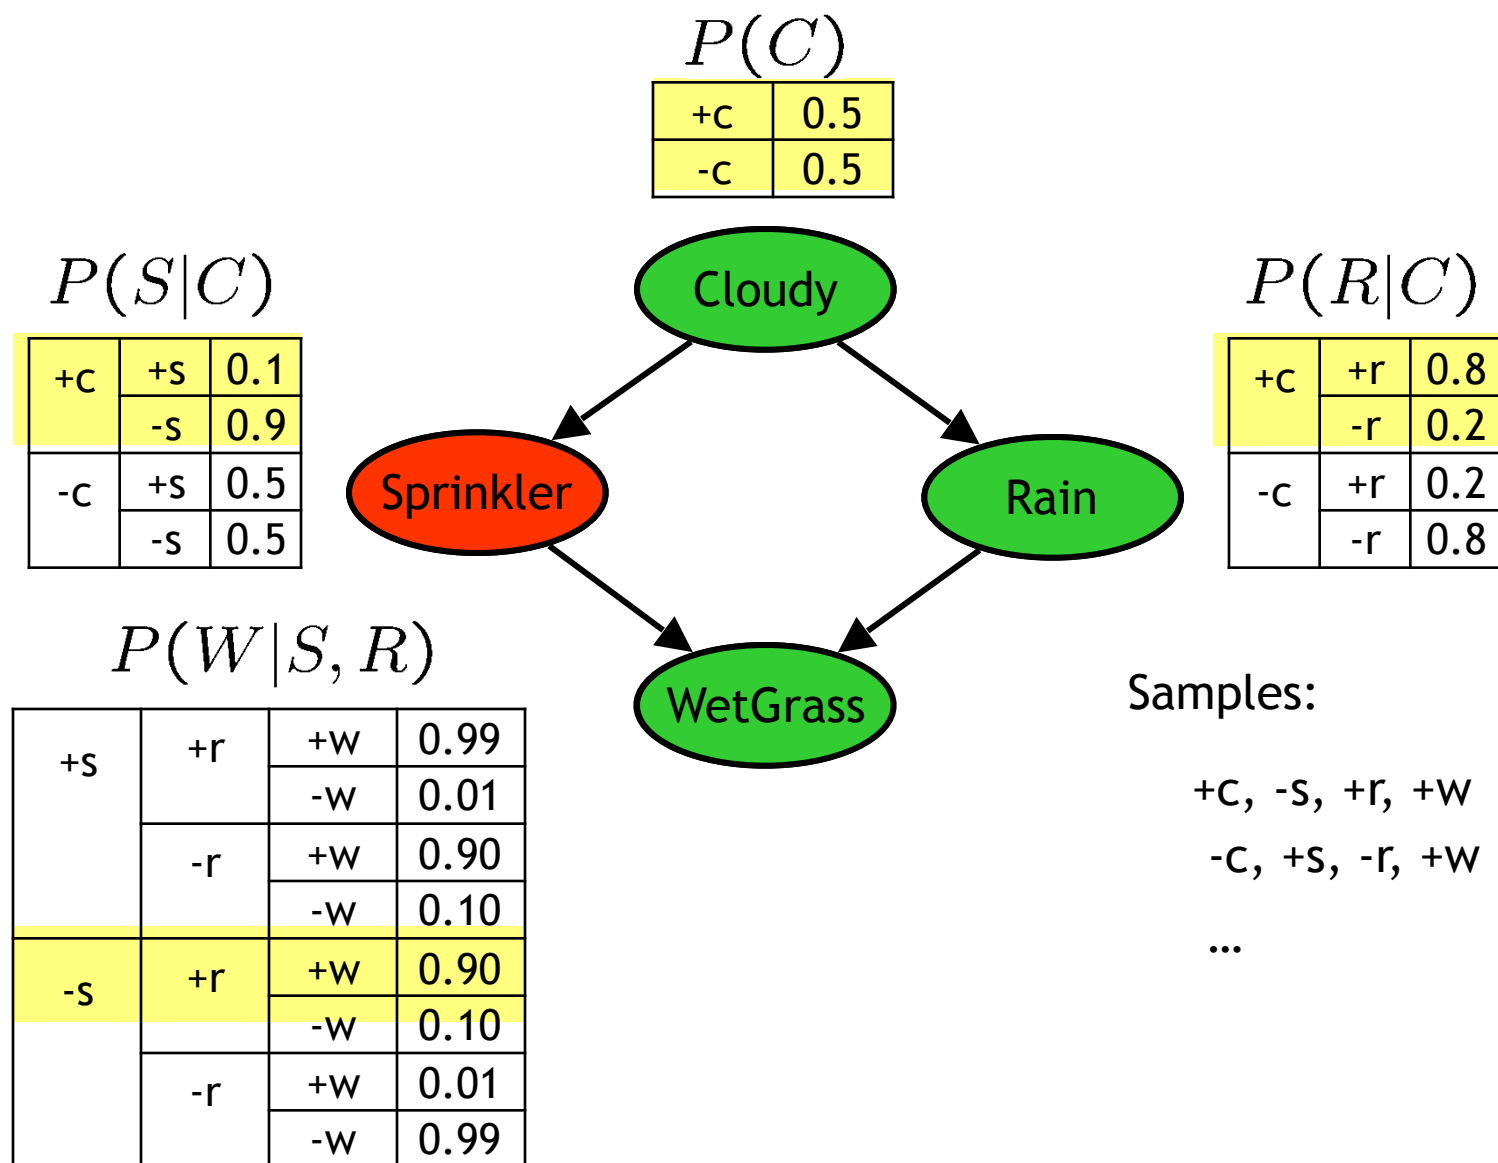 P(C)
+c 0.5
-c 0.5
Cloudy
P(S|C)
+c +s 0.1
-s 0.9
-c +s 0.5
-s 0.5
P(R|C)
+c +r 0.8
-r 0.2
-c +r 0.2
-r 0.8
Sprinkler
Rain
WetGrass
P(W|S, R)
+s +r +w 0.99
-w 0.01
-r +w 0.90
-w 0.10
-s +r +w 0.90
-w 0.10
-r +w 0.01
-w 0.99
Samples:
+c, -s, +r, +w
-c, +s, -r, +w
...